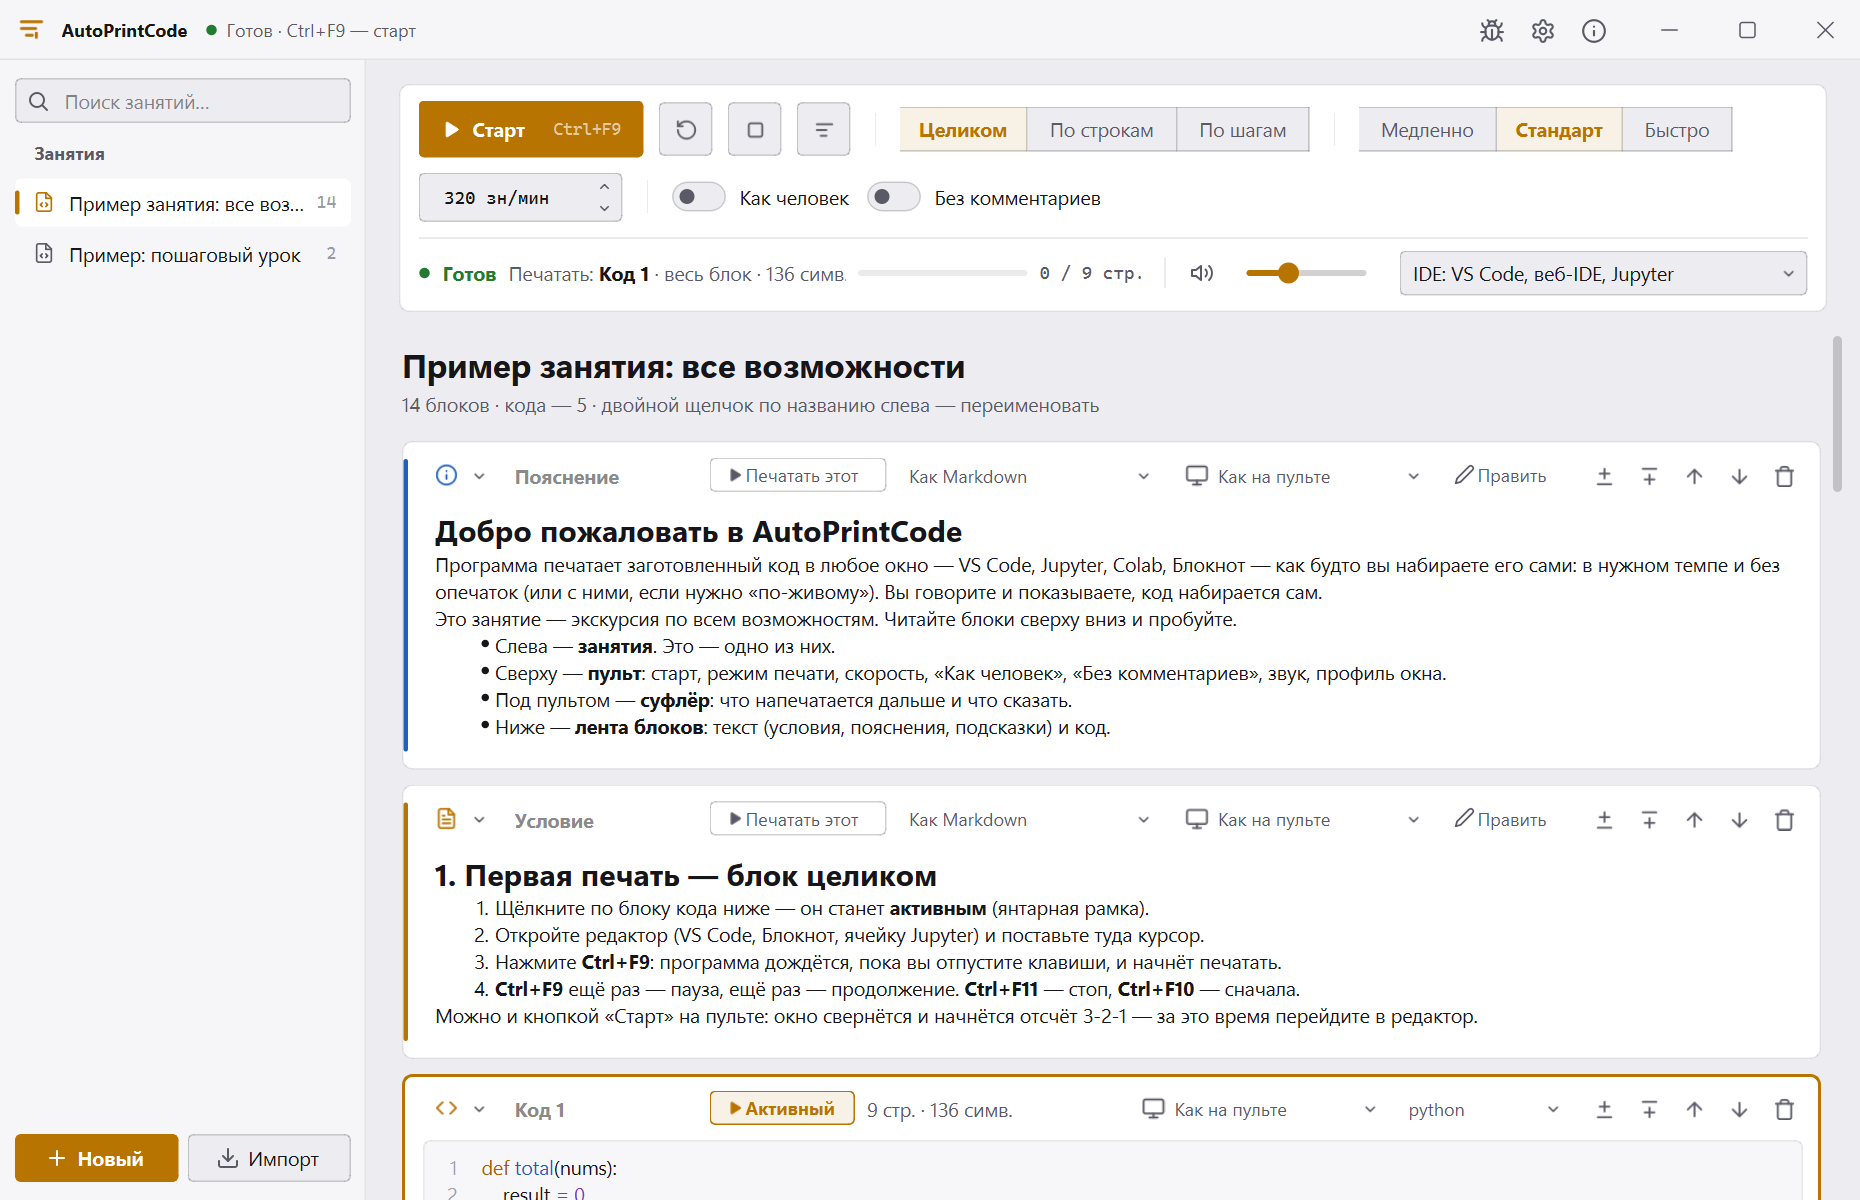 AutoPrintCode Готов · Ctrl+F9 — старт
Поиск занятий...
Занятия
Пример занятия: все воз... 14
Пример: пошаговый урок 2
Новый Импорт
Старт Ctrl+F9 Целиком По строкам По шагам Медленно Стандарт Быстро
320 зн/мин Как человек Без комментариев
Готов Печатать: Код 1 · весь блок · 136 симв. 0 / 9 стр. IDE: VS Code, веб-IDE, Jupyter
Пример занятия: все возможности
14 блоков · кода — 5 · двойной щелчок по названию слева — переименовать
Пояснение Печатать этот Как Markdown Как на пульте Править
Добро пожаловать в AutoPrintCode
Программа печатает заготовленный код в любое окно — VS Code, Jupyter, Colab, Блокнот — как будто вы набираете его сами: в нужном темпе и без
опечаток (или с ними, если нужно «по-живому»). Вы говорите и показываете, код набирается сам.
Это занятие — экскурсия по всем возможностям. Читайте блоки сверху вниз и пробуйте.
• Слева — занятия. Это — одно из них.
• Сверху — пульт: старт, режим печати, скорость, «Как человек», «Без комментариев», звук, профиль окна.
• Под пультом — суфлёр: что напечатается дальше и что сказать.
• Ниже — лента блоков: текст (условия, пояснения, подсказки) и код.
Условие Печатать этот Как Markdown Как на пульте Править
1. Первая печать — блок целиком
1. Щёлкните по блоку кода ниже — он станет активным (янтарная рамка).
2. Откройте редактор (VS Code, Блокнот, ячейку Jupyter) и поставьте туда курсор.
3. Нажмите Ctrl+F9: программа дождётся, пока вы отпустите клавиши, и начнёт печатать.
4. Ctrl+F9 ещё раз — пауза, ещё раз — продолжение. Ctrl+F11 — стоп, Ctrl+F10 — сначала.
Можно и кнопкой «Старт» на пульте: окно свернётся и начнётся отсчёт 3-2-1 — за это время перейдите в редактор.
Код 1 Активный 9 стр. · 136 симв. Как на пульте python
1 def total(nums):
2 result = 0